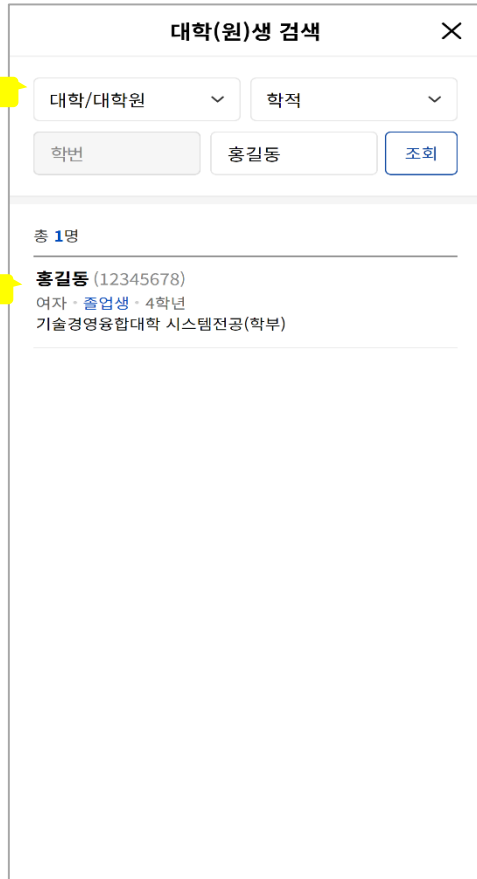 대학(원)생 검색
대학/대학원 학적
학번 홍길동 조회
총 1명
홍길동 (12345678)
여자 - 졸업생 - 4학년
기술경영융합대학 시스템전공(학부)